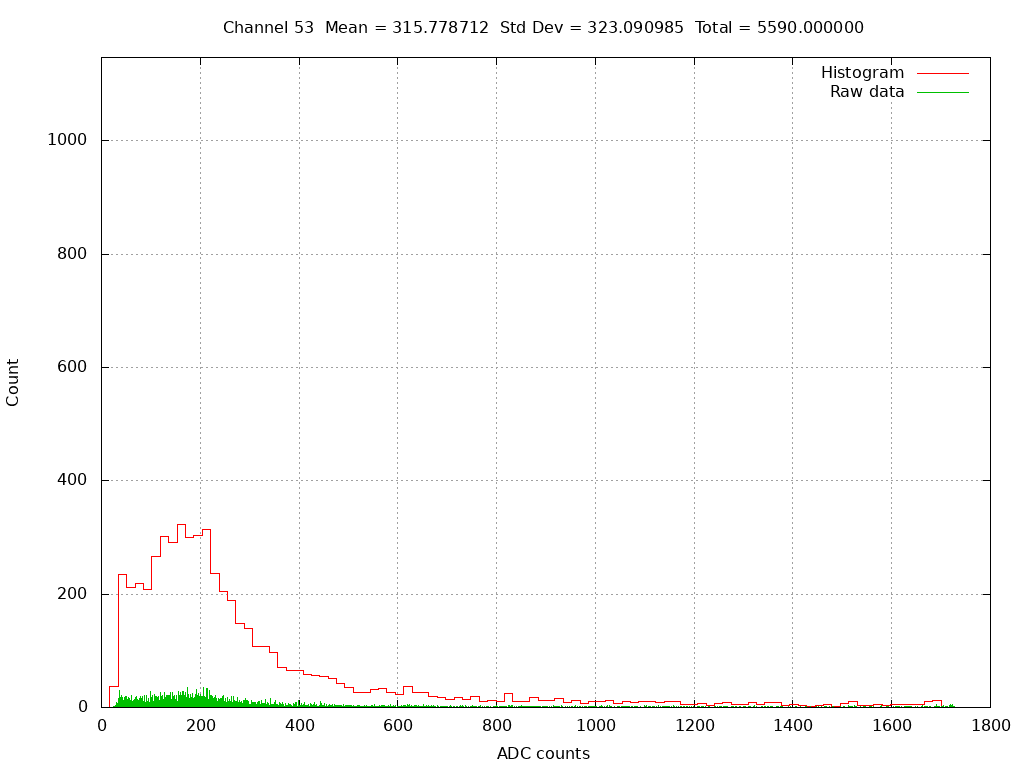 Channel 53  Mean = 315.778712  Std Dev = 323.090985  Total = 5590.000000
Histogram
Raw data
1000
800
600
400
200
0
Count
0 200 400 600 800 1000 1200 1400 1600 1800
ADC counts